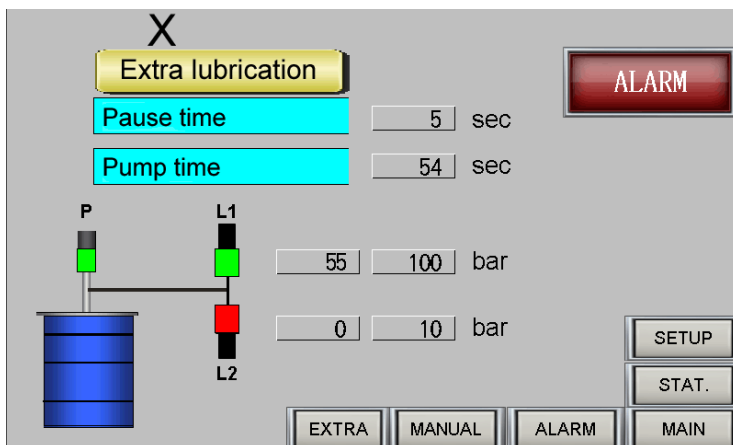 X
Extra lubrication
ALARM
Pause time 5 sec
Pump time 54 sec
P L1
55 100 bar
0 10 bar
L2
SETUP
STAT.
EXTRA MANUAL ALARM MAIN